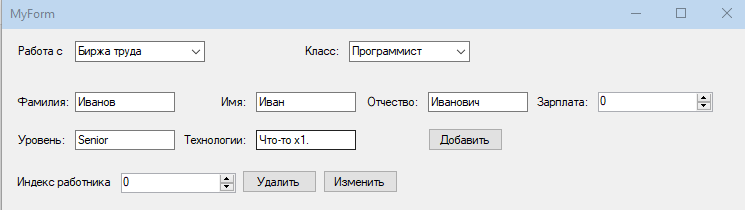 MyForm
Работа с Биржа труда Класс: Программист
Фамилия: Иванов Имя: Иван Отчество: Иванович Зарплата: 0
Уровень: Senior Технологии: Что-то х1. Добавить
Индекс работника 0 Удалить Изменить